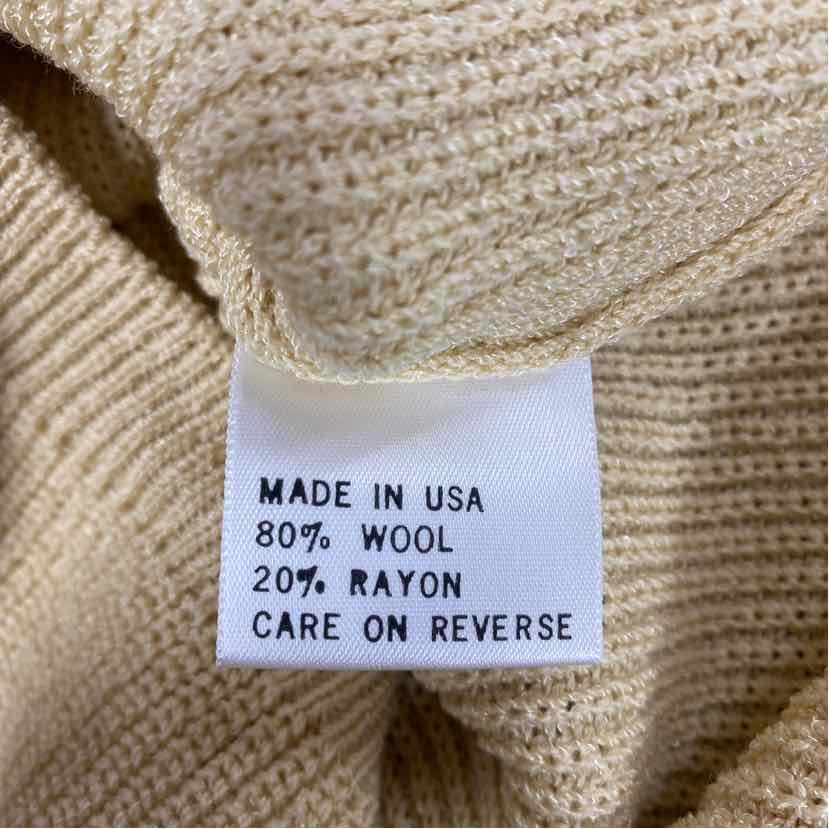 MADE IN USA
80% WOOL
20% RAYON
CARE ON REVERSE